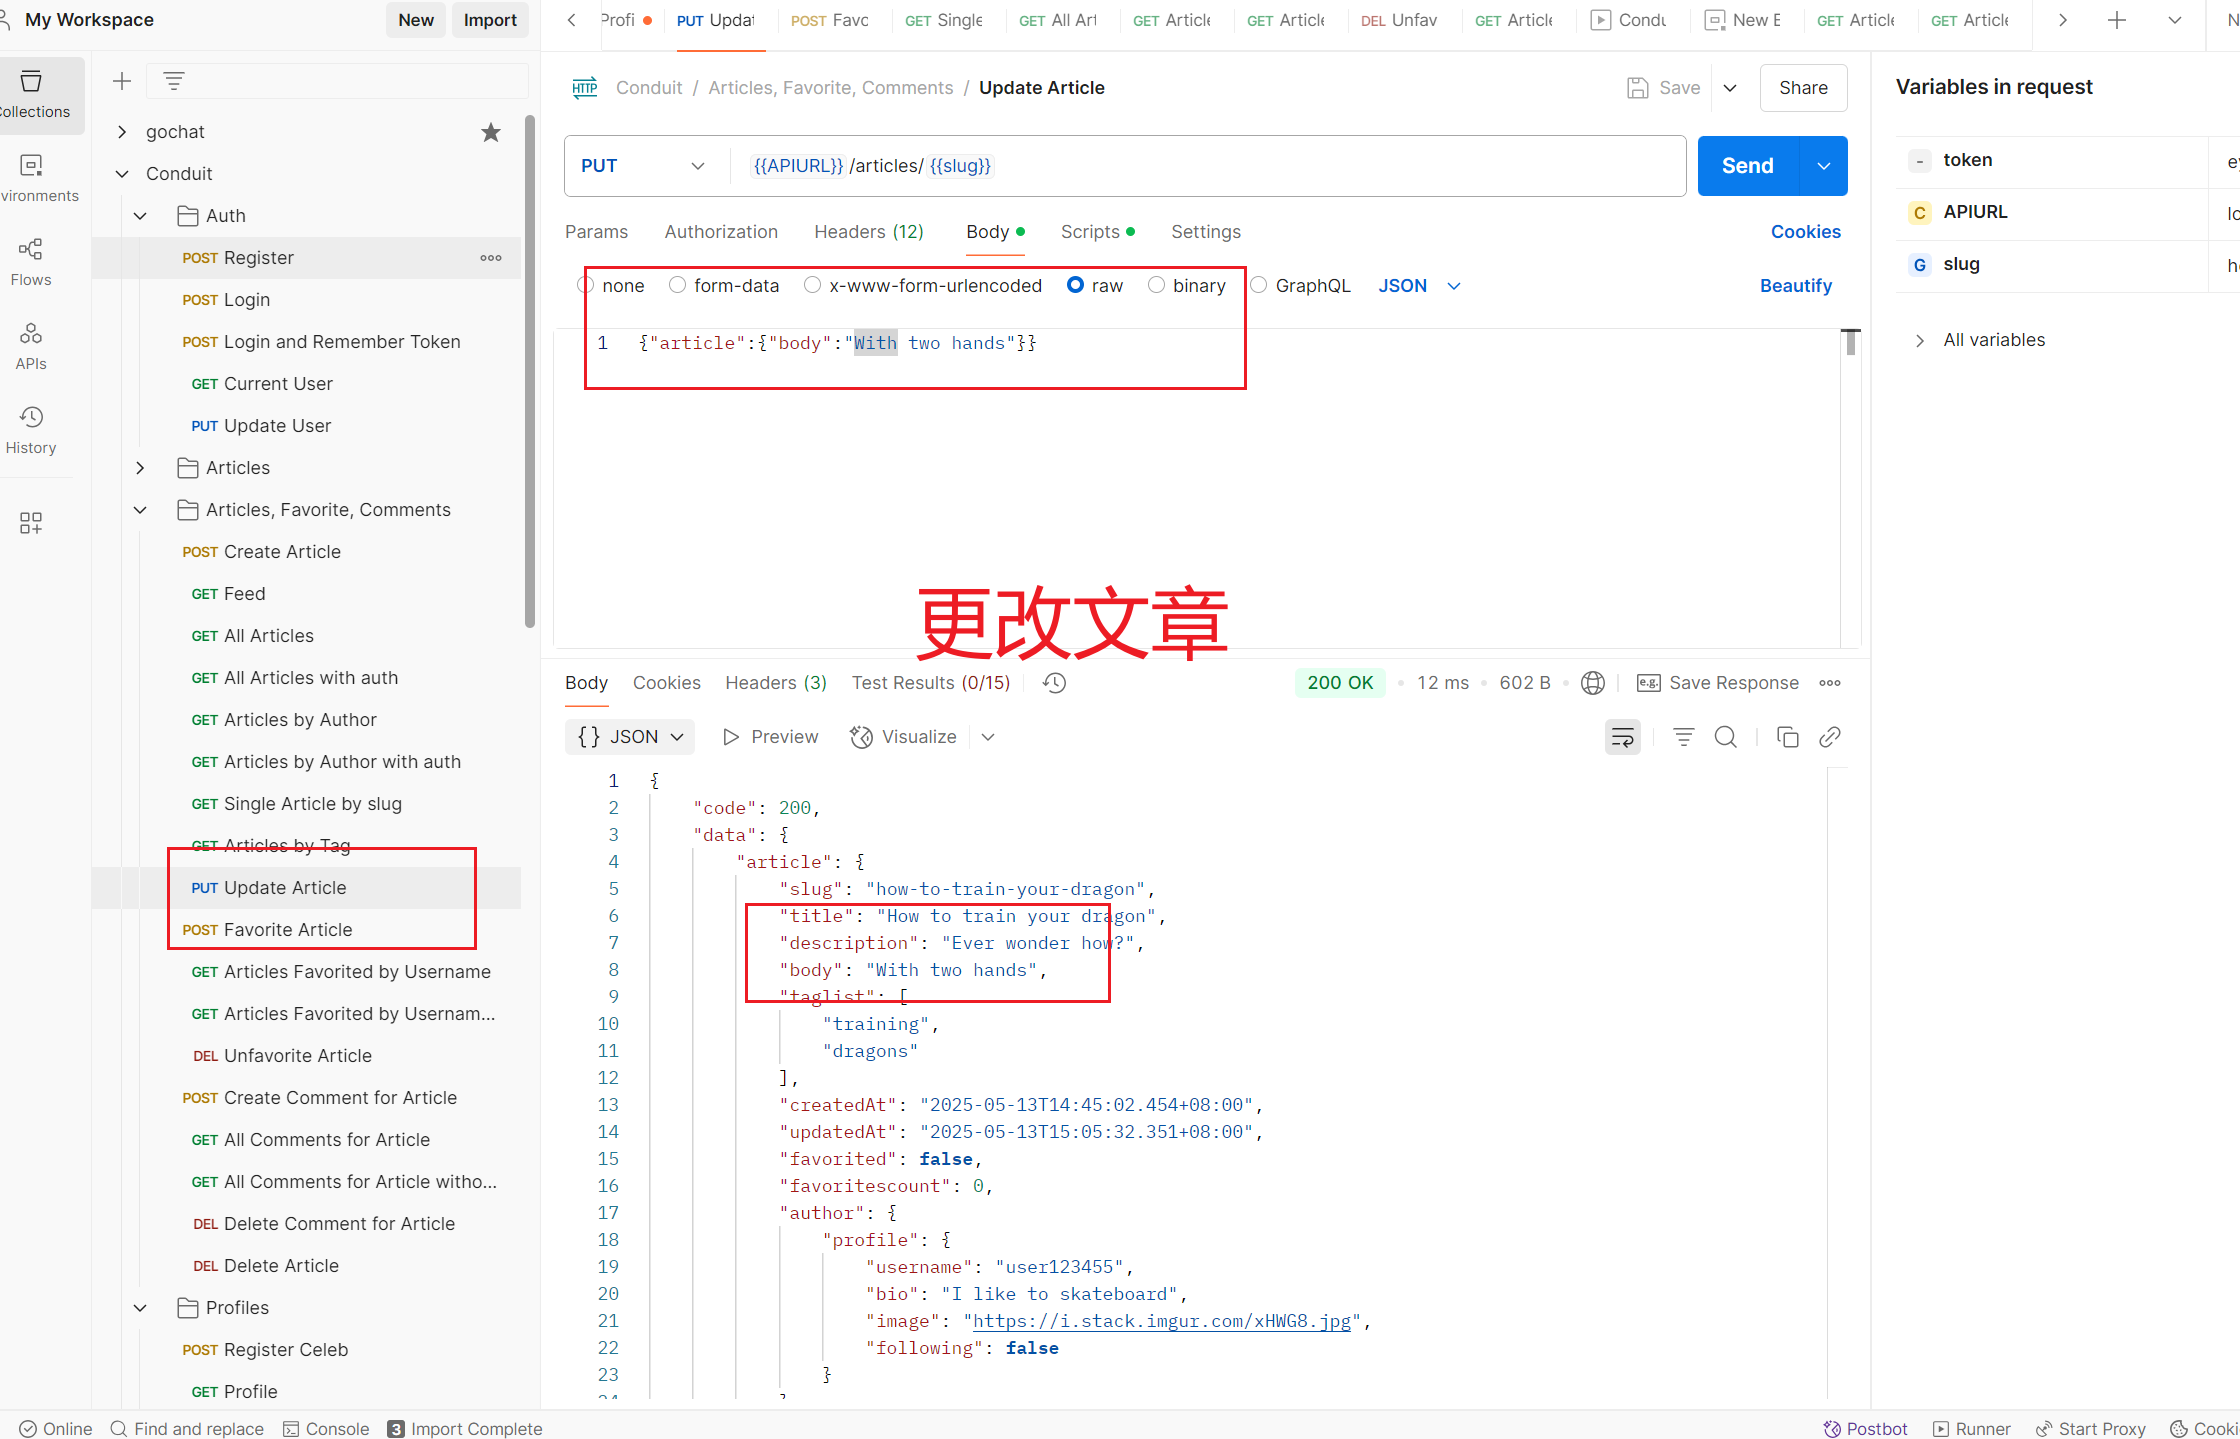 My Workspace
New
Import
PUT Updat
POST Favc
GET Single
GET All Art
GET Article
GET Article
DEL Unfav
GET Article
Condu
New E
GET Article
GET Article
Collections
Environments
Flows
APIs
History
gochat
Conduit
Auth
POST Register
POST Login
POST Login and Remember Token
GET Current User
PUT Update User
Articles
Articles, Favorite, Comments
POST Create Article
GET Feed
GET All Articles
GET All Articles with auth
GET Articles by Author
GET Articles by Author with auth
GET Single Article by slug
GET Articles by Tag
PUT Update Article
POST Favorite Article
GET Articles Favorited by Username
GET Articles Favorited by Usernam...
DEL Unfavorite Article
POST Create Comment for Article
GET All Comments for Article
GET All Comments for Article witho...
DEL Delete Comment for Article
DEL Delete Article
Profiles
POST Register Celeb
GET Profile
Conduit / Articles, Favorite, Comments / Update Article
Save
Share
PUT
{{APIURL}} /articles/ {{slug}}
Send
Params Authorization Headers (12) Body Scripts Settings
Cookies
none form-data x-www-form-urlencoded raw binary GraphQL JSON
Beautify
1 {"article":{"body":"With two hands"}}
更改文章
Body Cookies Headers (3) Test Results (0/15)
200 OK 12 ms 602 B
e.g. Save Response
{} JSON Preview Visualize
1 {
2 "code": 200,
3 "data": {
4 "article": {
5 "slug": "how-to-train-your-dragon",
6 "title": "How to train your dragon",
7 "description": "Ever wonder how?",
8 "body": "With two hands",
9 "taglist": [
10 "training",
11 "dragons"
12 ],
13 "createdAt": "2025-05-13T14:45:02.454+08:00",
14 "updatedAt": "2025-05-13T15:05:32.351+08:00",
15 "favorited": false,
16 "favoritescount": 0,
17 "author": {
18 "profile": {
19 "username": "user123455",
20 "bio": "I like to skateboard",
21 "image": "https://i.stack.imgur.com/xHWG8.jpg",
22 "following": false
23 }
Variables in request
- token
C APIURL
G slug
All variables
Online
Find and replace
Console
3 Import Complete
Postbot
Runner
Start Proxy
Cooki